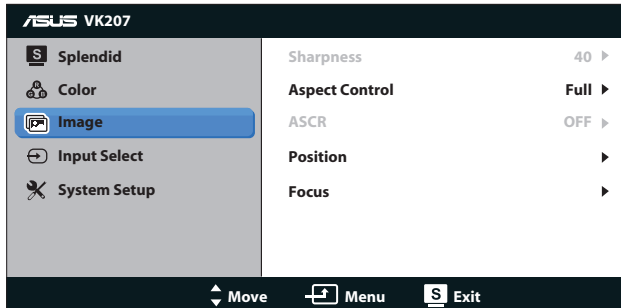 ASUS VK207
S Splendid
R G B Color
Image
Input Select
System Setup
Sharpness 40
Aspect Control Full
ASCR OFF
Position
Focus
Move Menu S Exit